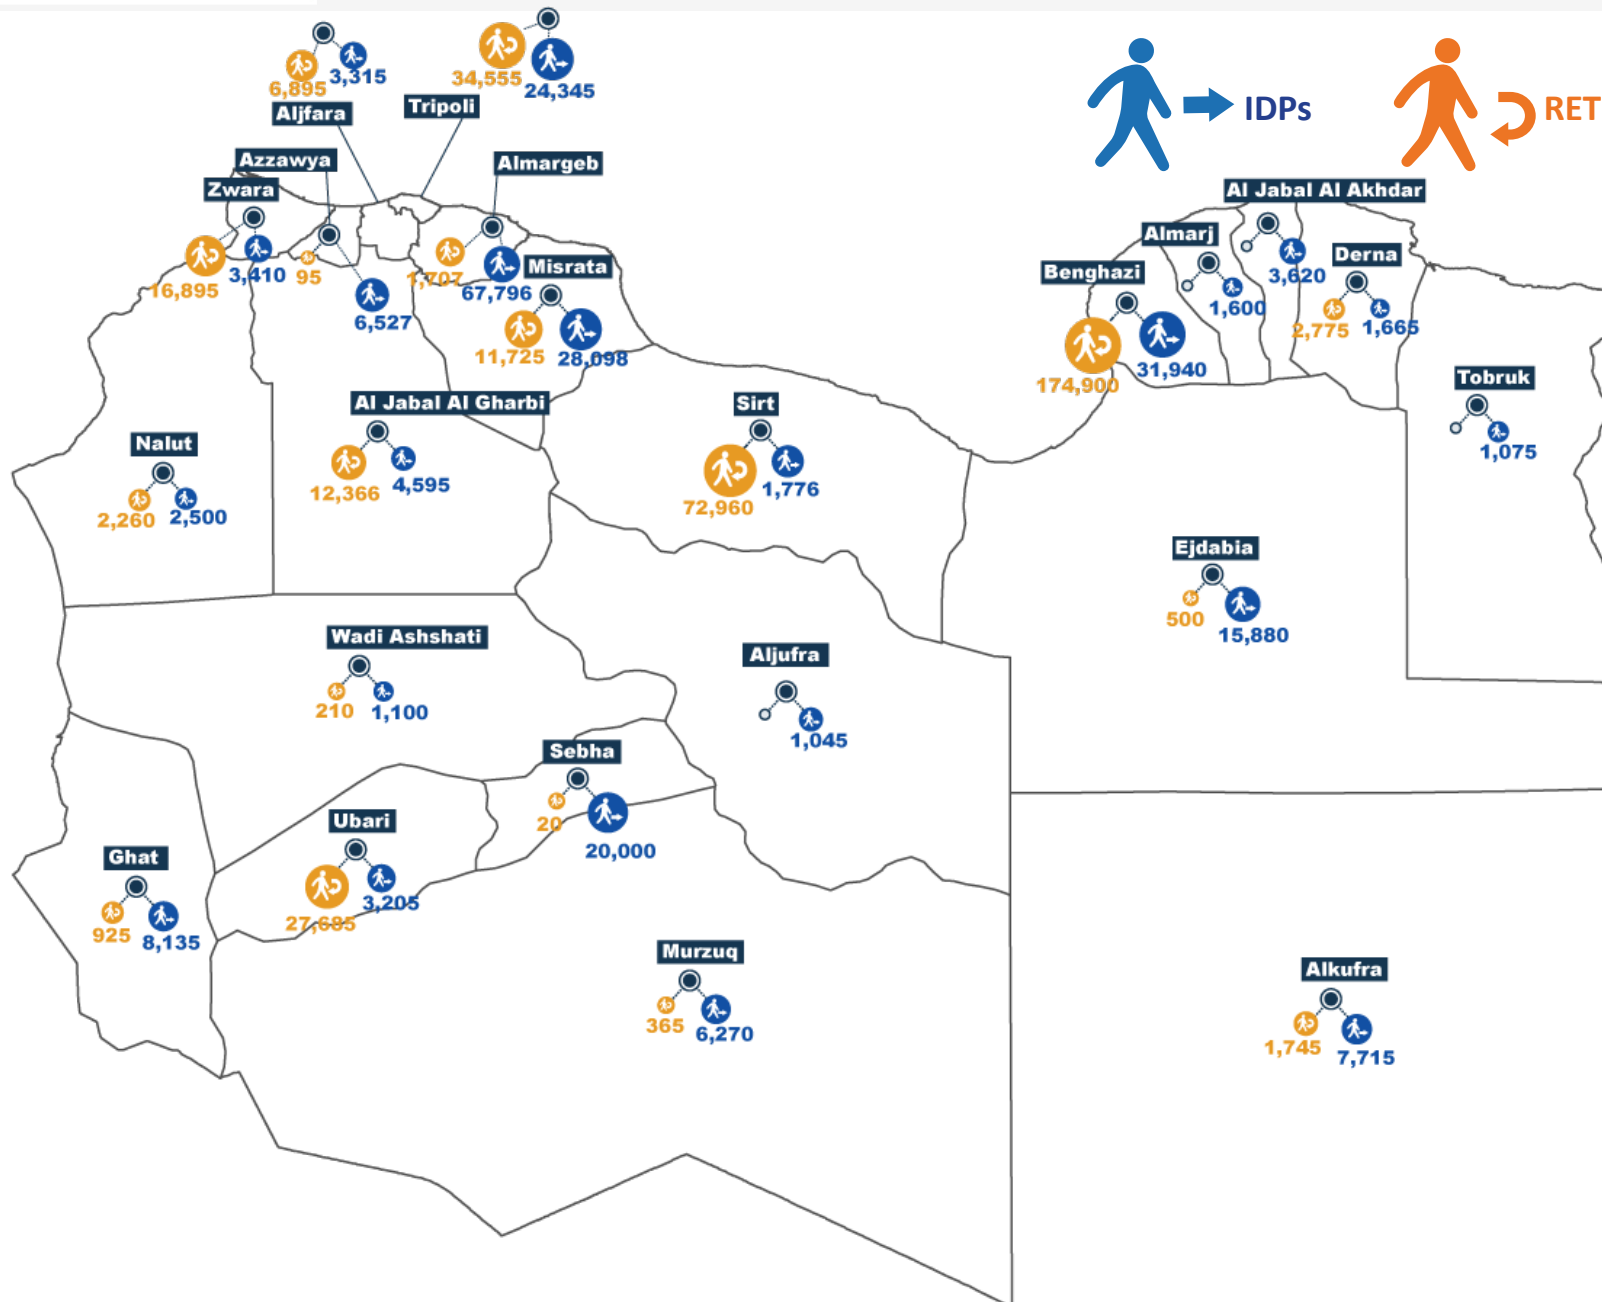 6,895
3,315
Aljfara
34,555
24,345
Tripoli
IDPs
RET
Azzawya
95
6,527
Zwara
16,895
3,410
Almargeb
1,707
67,796
Misrata
11,725
28,098
Al Jabal Al Akhdar
3,620
Almarj
1,600
Benghazi
174,900
31,940
Derna
2,775
1,665
Tobruk
1,075
Al Jabal Al Gharbi
12,366
4,595
Sirt
72,960
1,776
Nalut
2,260
2,500
Ejdabia
500
15,880
Wadi Ashshati
210
1,100
Aljufra
1,045
Sebha
20
20,000
Ubari
27,685
3,205
Ghat
925
8,135
Murzuq
365
6,270
Alkufra
1,745
7,715